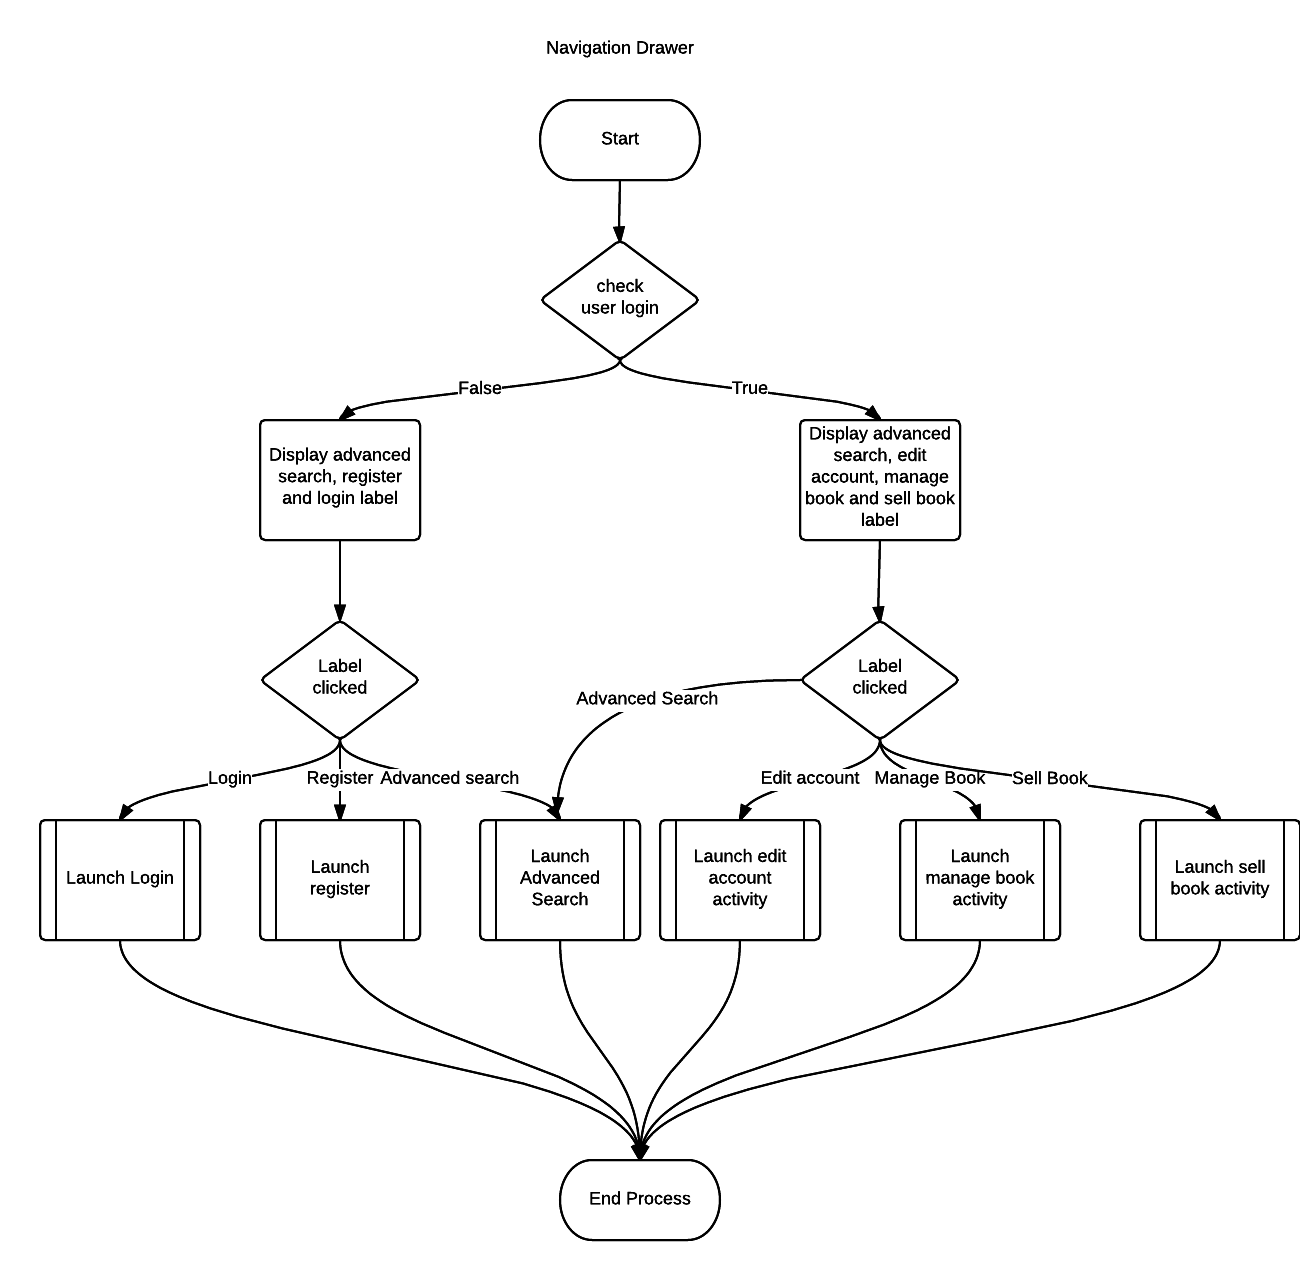 Navigation Drawer
Start
check
user login
False
True
Display advanced
search, register
and login label
Display advanced
search, edit
account, manage
book and sell book
label
Label
clicked
Label
clicked
Advanced Search
Login
Register
Advanced search
Edit account
Manage Book
Sell Book
Launch Login
Launch
register
Launch
Advanced
Search
Launch edit
account
activity
Launch
manage book
activity
Launch sell
book activity
End Process